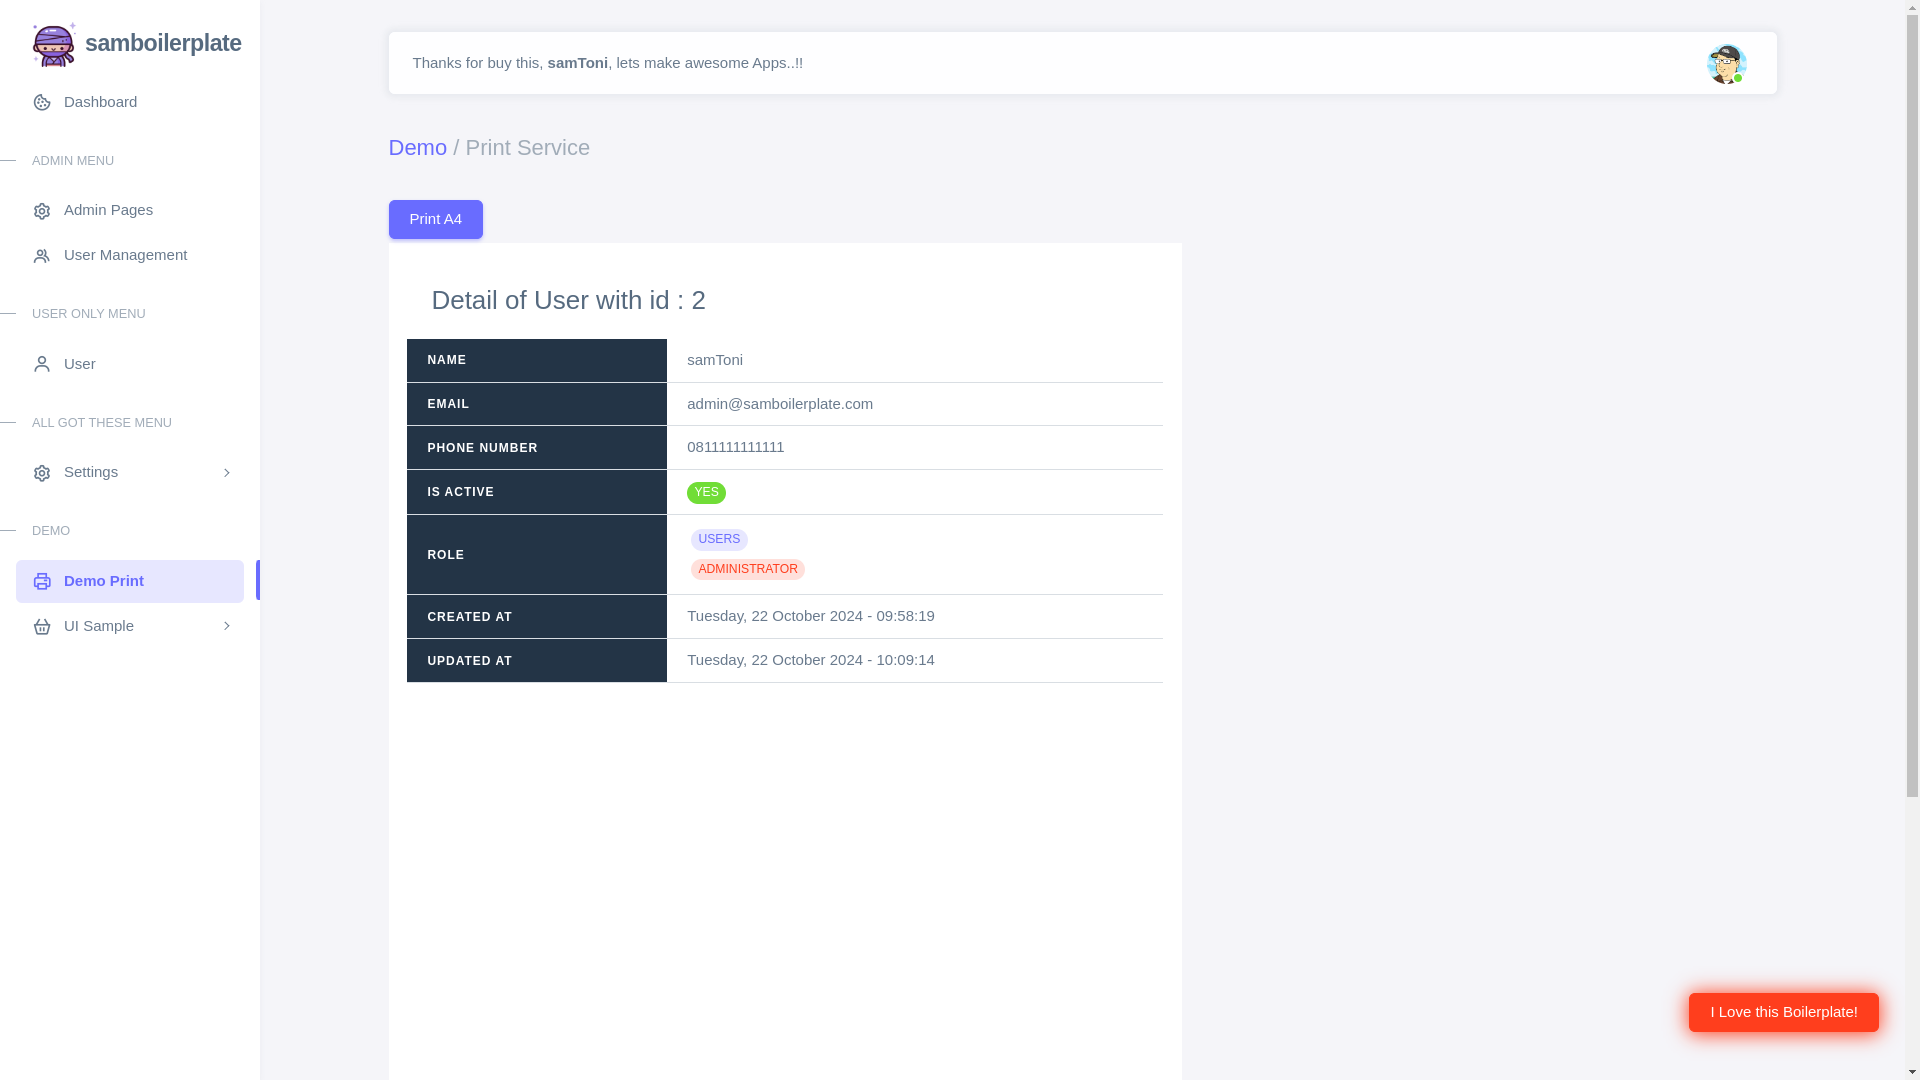 samboilerplate
Dashboard
ADMIN MENU
Admin Pages
User Management
USER ONLY MENU
User
ALL GOT THESE MENU
Settings
DEMO
Demo Print
UI Sample
Thanks for buy this, samToni, lets make awesome Apps..!!
Demo / Print Service
Print A4
Detail of User with id : 2
NAME samToni
EMAIL admin@samboilerplate.com
PHONE NUMBER 0811111111111
IS ACTIVE YES
ROLE USERS
ADMINISTRATOR
CREATED AT Tuesday, 22 October 2024 - 09:58:19
UPDATED AT Tuesday, 22 October 2024 - 10:09:14
I Love this Boilerplate!